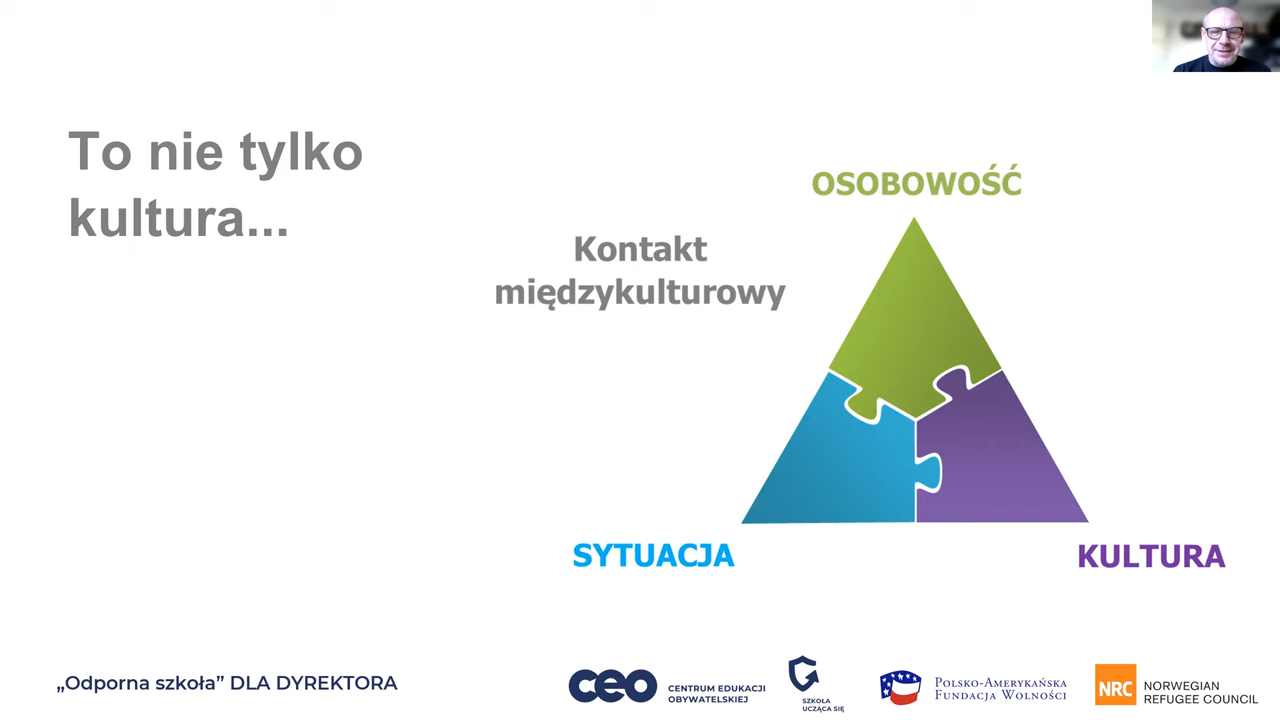 To nie tylko
kultura...
OSOBOWOŚĆ
Kontakt
międzykulturowy
SYTUACJA
KULTURA
„Odporna szkoła” DLA DYREKTORA
ceo
CENTRUM EDUKACJI
OBYWATELSKIEJ
SZKOŁA
UCZĄCA SIĘ
POLSKO-AMERYKAŃSKA
FUNDACJA WOLNOŚCI
NRC
NORWEGIAN
REFUGEE COUNCIL